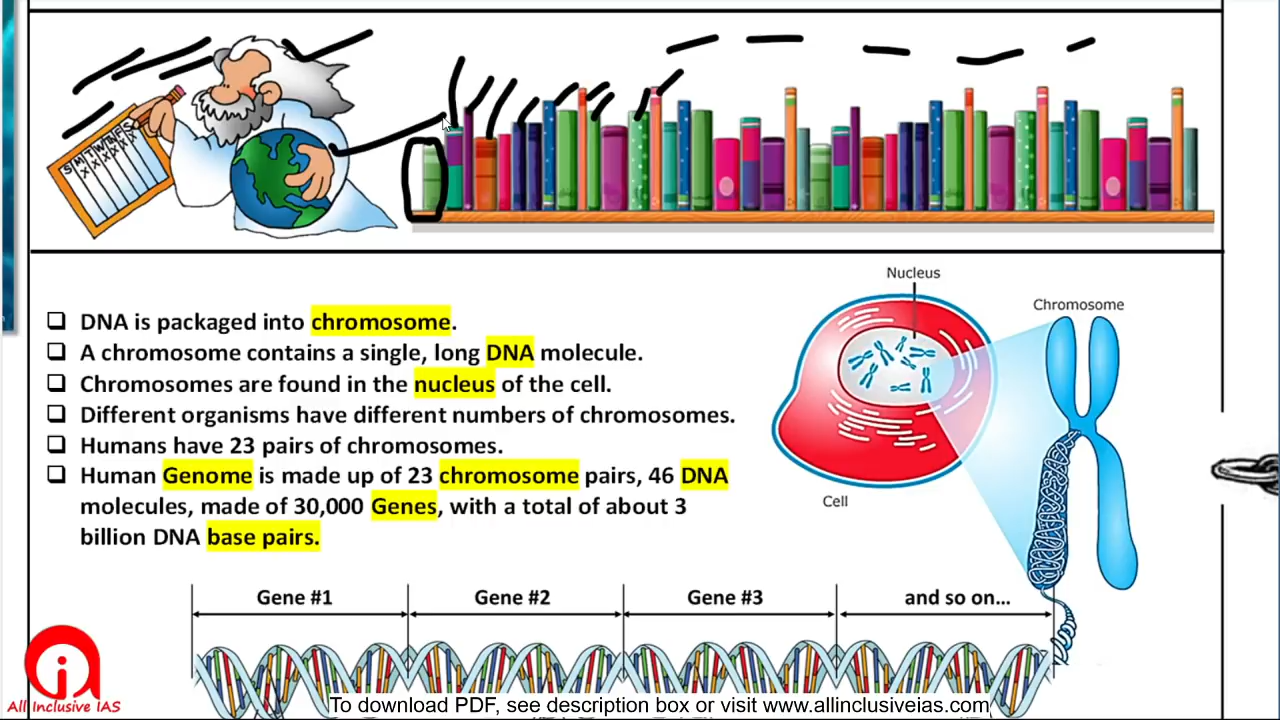 S M T W T F S
X X X X X X
X
Nucleus
Chromosome
❑ DNA is packaged into chromosome.
❑ A chromosome contains a single, long DNA molecule.
❑ Chromosomes are found in the nucleus of the cell.
❑ Different organisms have different numbers of chromosomes.
❑ Humans have 23 pairs of chromosomes.
❑ Human Genome is made up of 23 chromosome pairs, 46 DNA
molecules, made of 30,000 Genes, with a total of about 3
billion DNA base pairs.
Cell
Gene #1 Gene #2 Gene #3 and so on...
All Inclusive IAS
To download PDF, see description box or visit www.allinclusiveias.com